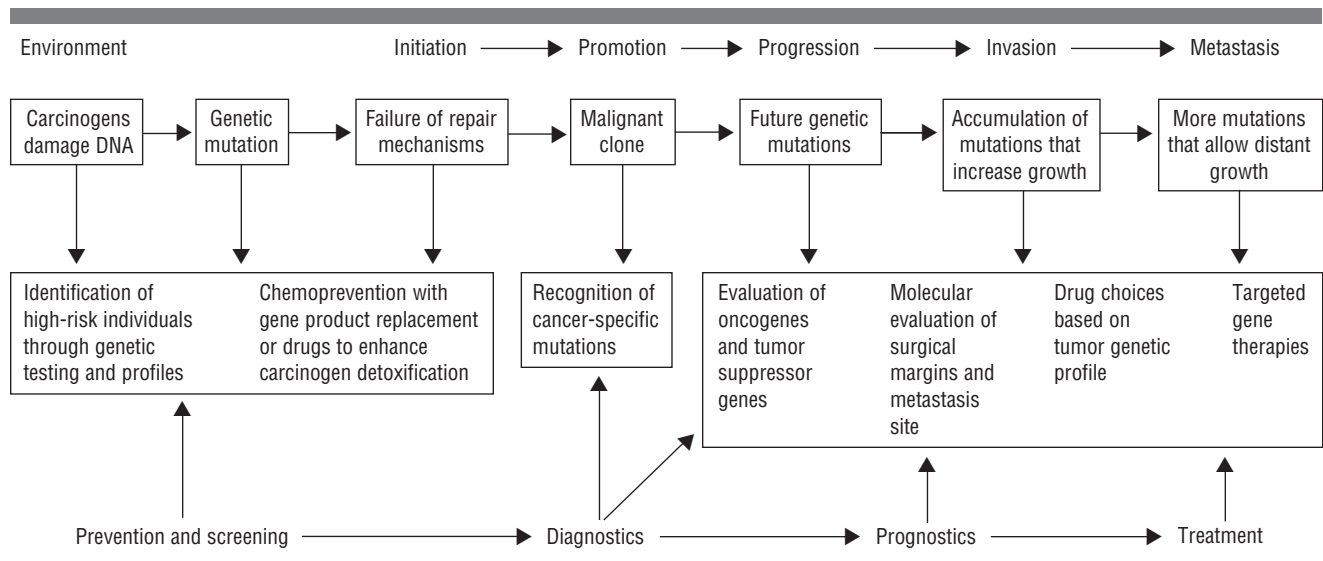 Environment
Initiation
Promotion
Progression
Invasion
Metastasis
Carcinogens
damage DNA
Genetic
mutation
Failure of repair
mechanisms
Malignant
clone
Future genetic
mutations
Accumulation of
mutations that
increase growth
More mutations
that allow distant
growth
Identification of
high-risk individuals
through genetic
testing and profiles
Chemoprevention with
gene product replacement
or drugs to enhance
carcinogen detoxification
Recognition of
cancer-specific
mutations
Evaluation of
oncogenes
and tumor
suppressor
genes
Molecular
evaluation of
surgical
margins and
metastasis
site
Drug choices
based on
tumor genetic
profile
Targeted
gene
therapies
Prevention and screening
Diagnostics
Prognostics
Treatment